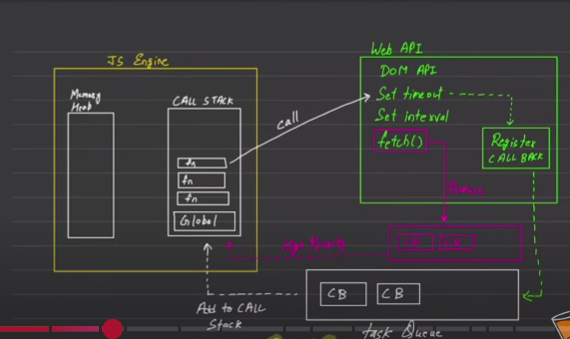 JS Engine
Memory
Heap
CALL STACK
fn
fn
fn
Global
call
Web API
DOM API
Set timeout
Set interval
fetch()
Register
CALL BACK
Promise
CB CB
High Priority
CB CB
Add to CALL
Stack
task Queue